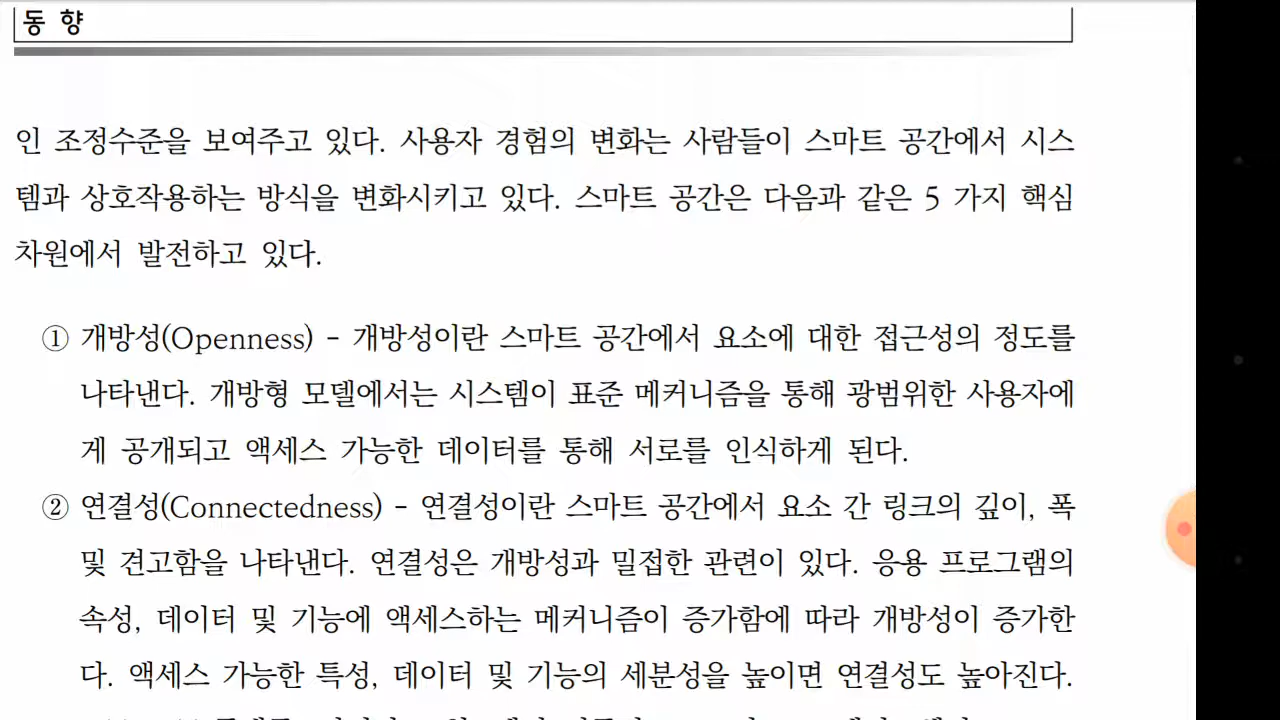 동 향
인 조정수준을 보여주고 있다. 사용자 경험의 변화는 사람들이 스마트 공간에서 시스
템과 상호작용하는 방식을 변화시키고 있다. 스마트 공간은 다음과 같은 5 가지 핵심
차원에서 발전하고 있다.
① 개방성(Openness) - 개방성이란 스마트 공간에서 요소에 대한 접근성의 정도를
나타낸다. 개방형 모델에서는 시스템이 표준 메커니즘을 통해 광범위한 사용자에
게 공개되고 액세스 가능한 데이터를 통해 서로를 인식하게 된다.
② 연결성(Connectedness) - 연결성이란 스마트 공간에서 요소 간 링크의 깊이, 폭
및 견고함을 나타낸다. 연결성은 개방성과 밀접한 관련이 있다. 응용 프로그램의
속성, 데이터 및 기능에 액세스하는 메커니즘이 증가함에 따라 개방성이 증가한
다. 액세스 가능한 특성, 데이터 및 기능의 세분성을 높이면 연결성도 높아진다.